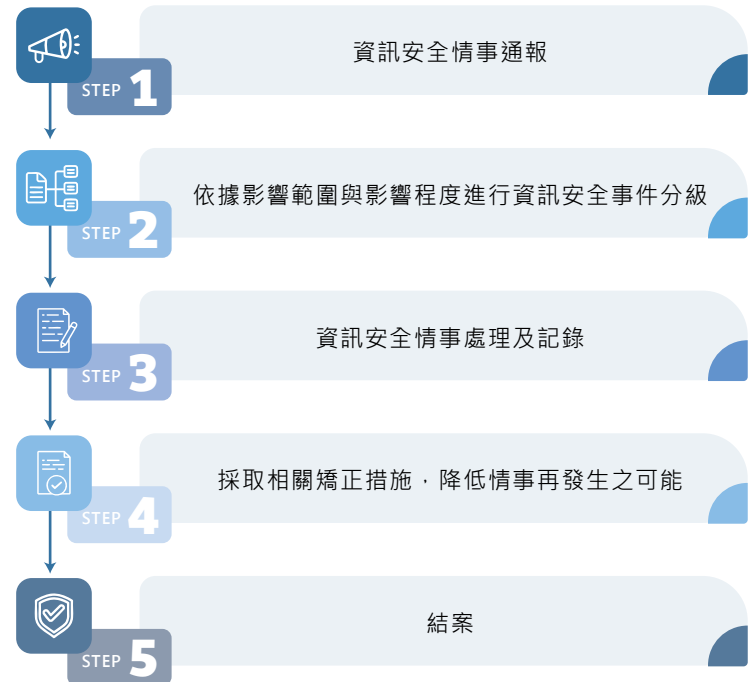 資訊安全情事通報
STEP 1
依據影響範圍與影響程度進行資訊安全事件分級
STEP 2
資訊安全情事處理及記錄
STEP 3
採取相關矯正措施，降低情事再發生之可能
STEP 4
結案
STEP 5